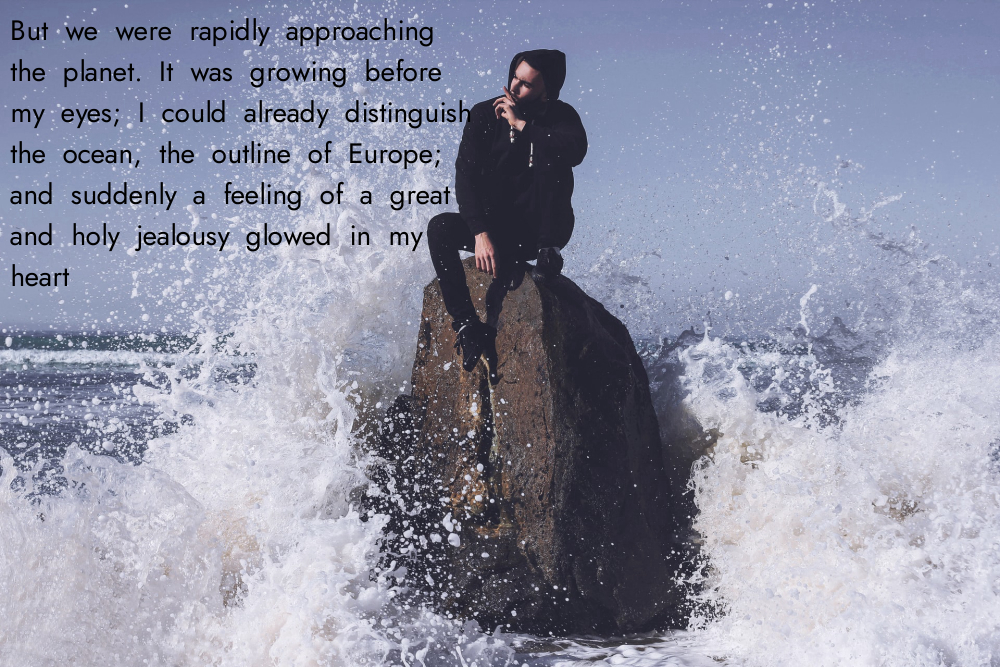 But we were rapidly approaching
the planet. It was growing before
my eyes; I could already distinguish
the ocean, the outline of Europe;
and suddenly a feeling of a great
and holy jealousy glowed in my
heart